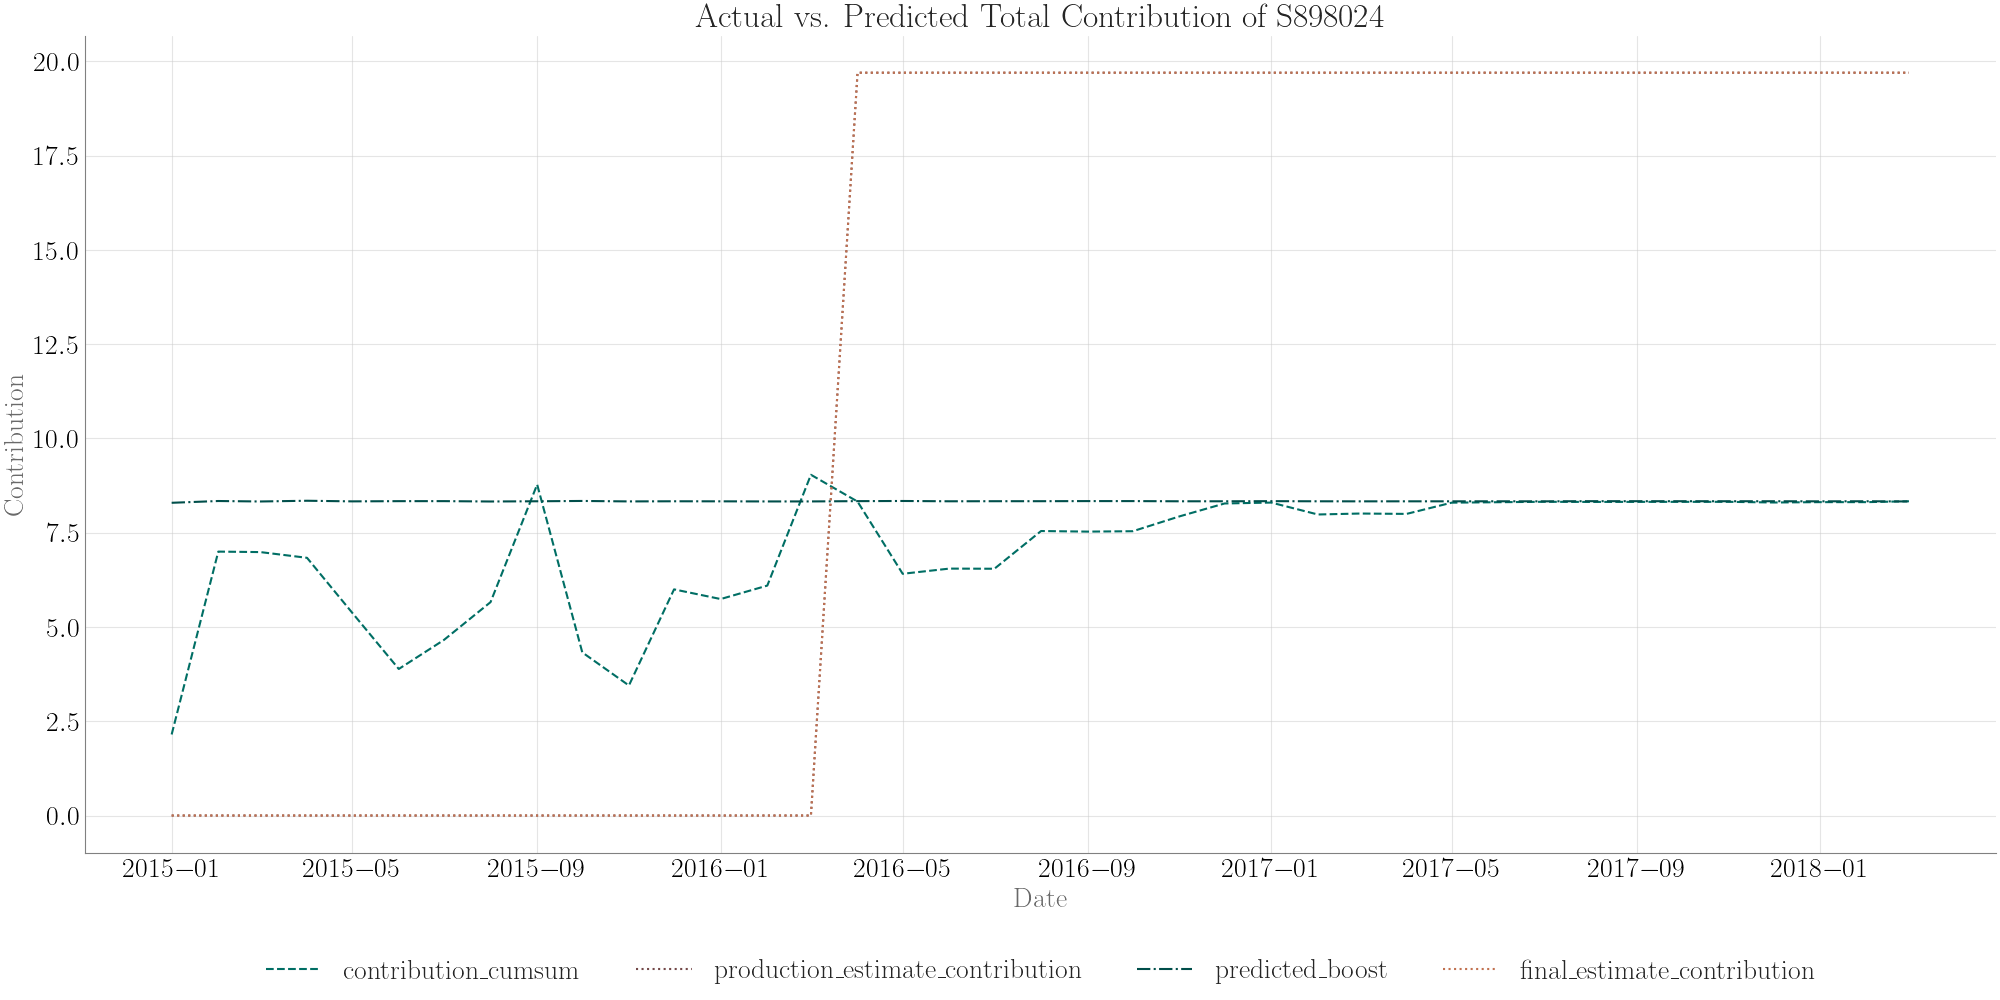 Actual vs. Predicted Total Contribution of S898024
20.0
17.5
15.0
12.5
10.0
7.5
5.0
2.5
0.0
Contribution
2015−01 2015−05 2015−09 2016−01 2016−05 2016−09 2017−01 2017−05 2017−09 2018−01
Date
contribution_cumsum production_estimate_contribution predicted_boost final_estimate_contribution